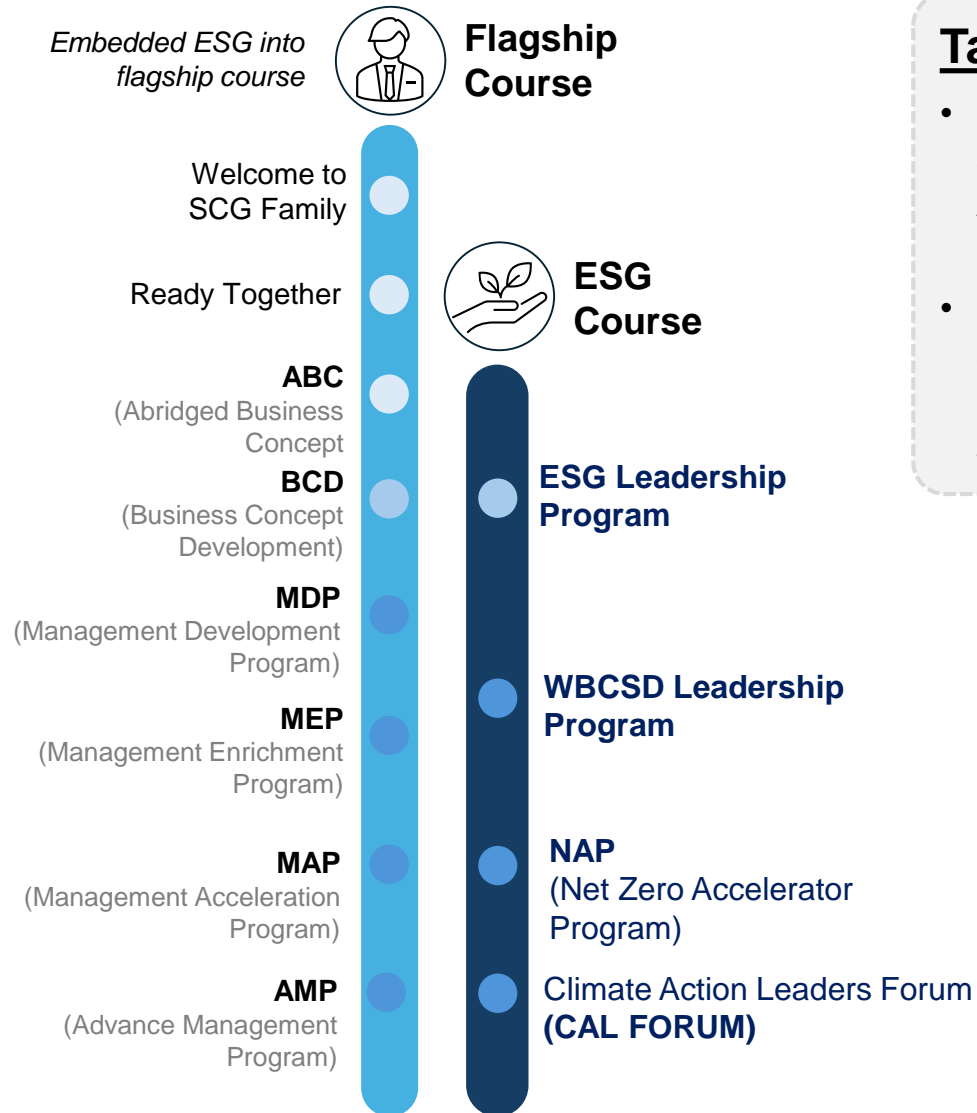 Embedded ESG into
flagship course
Flagship
Course
Welcome to
SCG Family
Ready Together
ABC
(Abridged Business
Concept
BCD
(Business Concept
Development)
MDP
(Management Development
Program)
MEP
(Management Enrichment
Program)
MAP
(Management Acceleration
Program)
AMP
(Advance Management
Program)
ESG
Course
ESG Leadership
Program
WBCSD Leadership
Program
NAP
(Net Zero Accelerator
Program)
Climate Action Leaders Forum
(CAL FORUM)